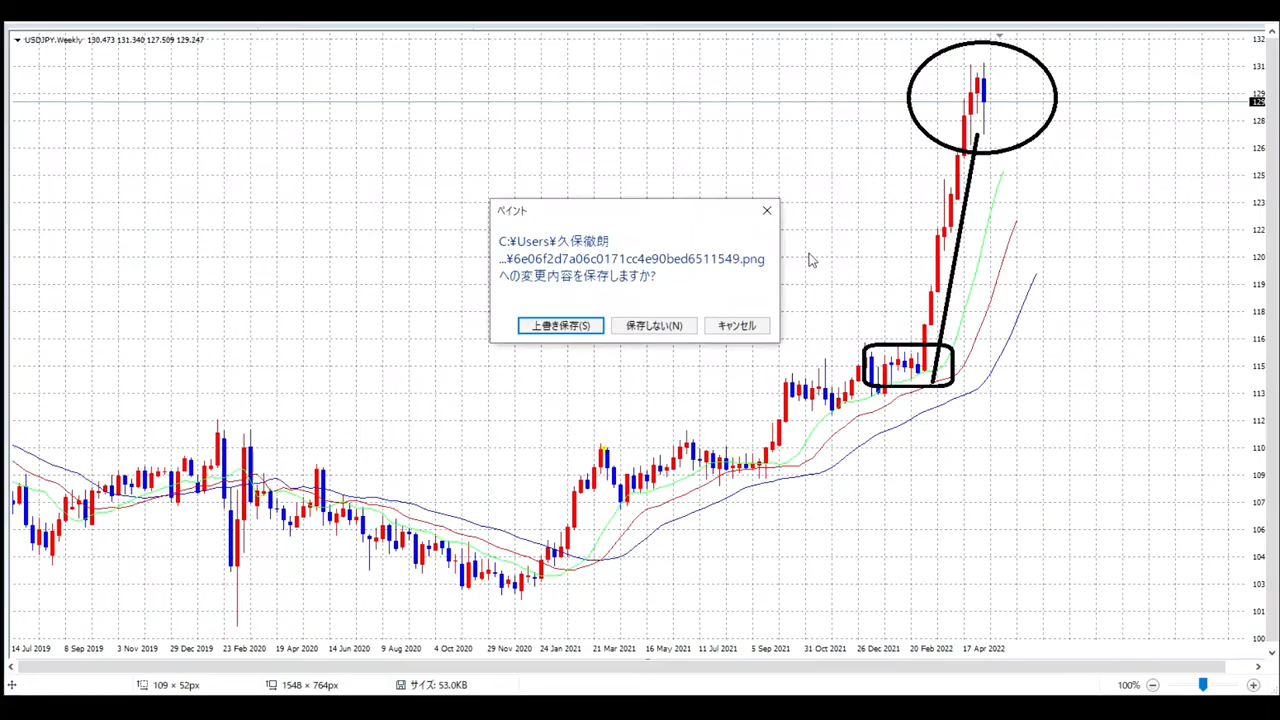 USDJPY.Weekly 130.473 131.340 127.509 129.247
132
131
129
129
128
126
125
123
122
120
119
118
116
115
113
112
110
109
107
106
104
103
100
ペイント
C:¥Users¥久保徹朗
...¥6e06f2d7a06c0171cc4e90bed6511549.png
への変更内容を保存しますか?
上書き保存(S) 保存しない(N) キャンセル
14 Jul 2019 8 Sep 2019 3 Nov 2019 29 Dec 2019 23 Feb 2020 19 Apr 2020 14 Jun 2020 9 Aug 2020 4 Oct 2020 29 Nov 2020 24 Jan 2021 21 Mar 2021 16 May 2021 11 Jul 2021 5 Sep 2021 31 Oct 2021 26 Dec 2021 20 Feb 2022 17 Apr 2022
109 × 52px 1548 × 764px サイズ: 53.0KB 100%